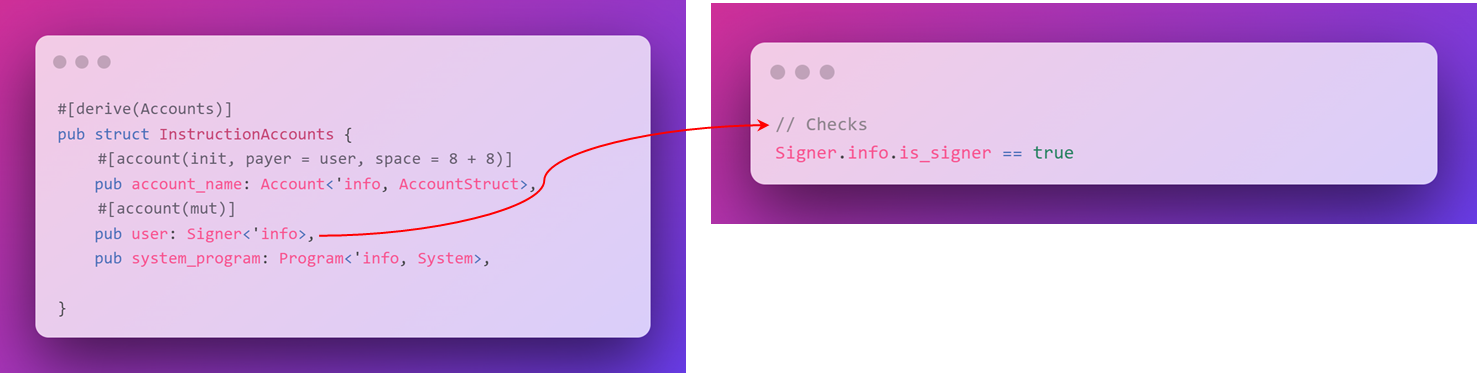 #[derive(Accounts)]
pub struct InstructionAccounts {
    #[account(init, payer = user, space = 8 + 8)]
    pub account_name: Account<'info, AccountStruct>,
    #[account(mut)]
    pub user: Signer<'info>,
    pub system_program: Program<'info, System>,
}
// Checks
Signer.info.is_signer == true